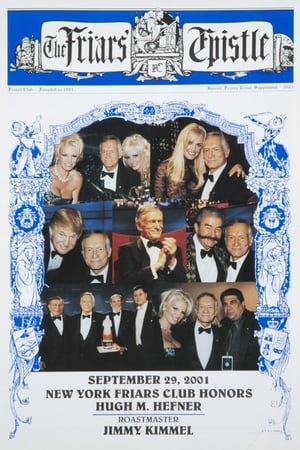 The Friars Epistle
FC
Friars Club - Founded in 1904
Special Friars Event Supplement - 2001
SEPTEMBER 29, 2001
NEW YORK FRIARS CLUB HONORS
HUGH M. HEFNER
ROASTMASTER
JIMMY KIMMEL